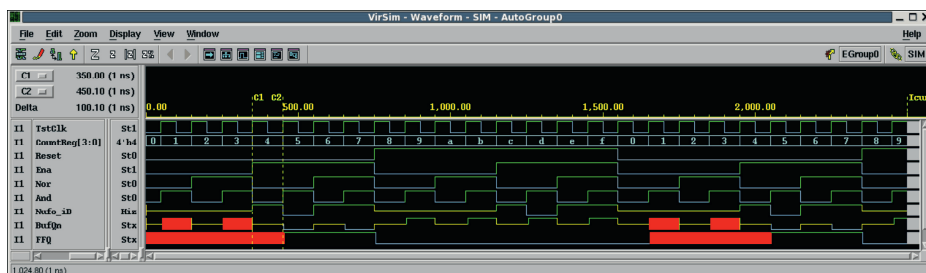 VirSim - Waveform - SIM - AutoGroup0
File Edit Zoom Display View Window Help
EGroup0 SIM
C1 350.00 (1 ns)
C2 450.10 (1 ns)
Delta 100.10 (1 ns)
C1 C2
0.00 500.00 1,000.00 1,500.00 2,000.00
I1 TstClk St1
I1 CountReg[3:0] 4'h4 0 1 2 3 4 5 6 7 8 9 a b c d e f 0 1 2 3 4 5 6 7 8 9
I1 Reset St0
I1 Ena St1
I1 Nor St0
I1 And St0
I1 Nufo_iD Hiz
I1 BufQn Stx
I1 FFQ Stx
1,024.80 (1 ns)